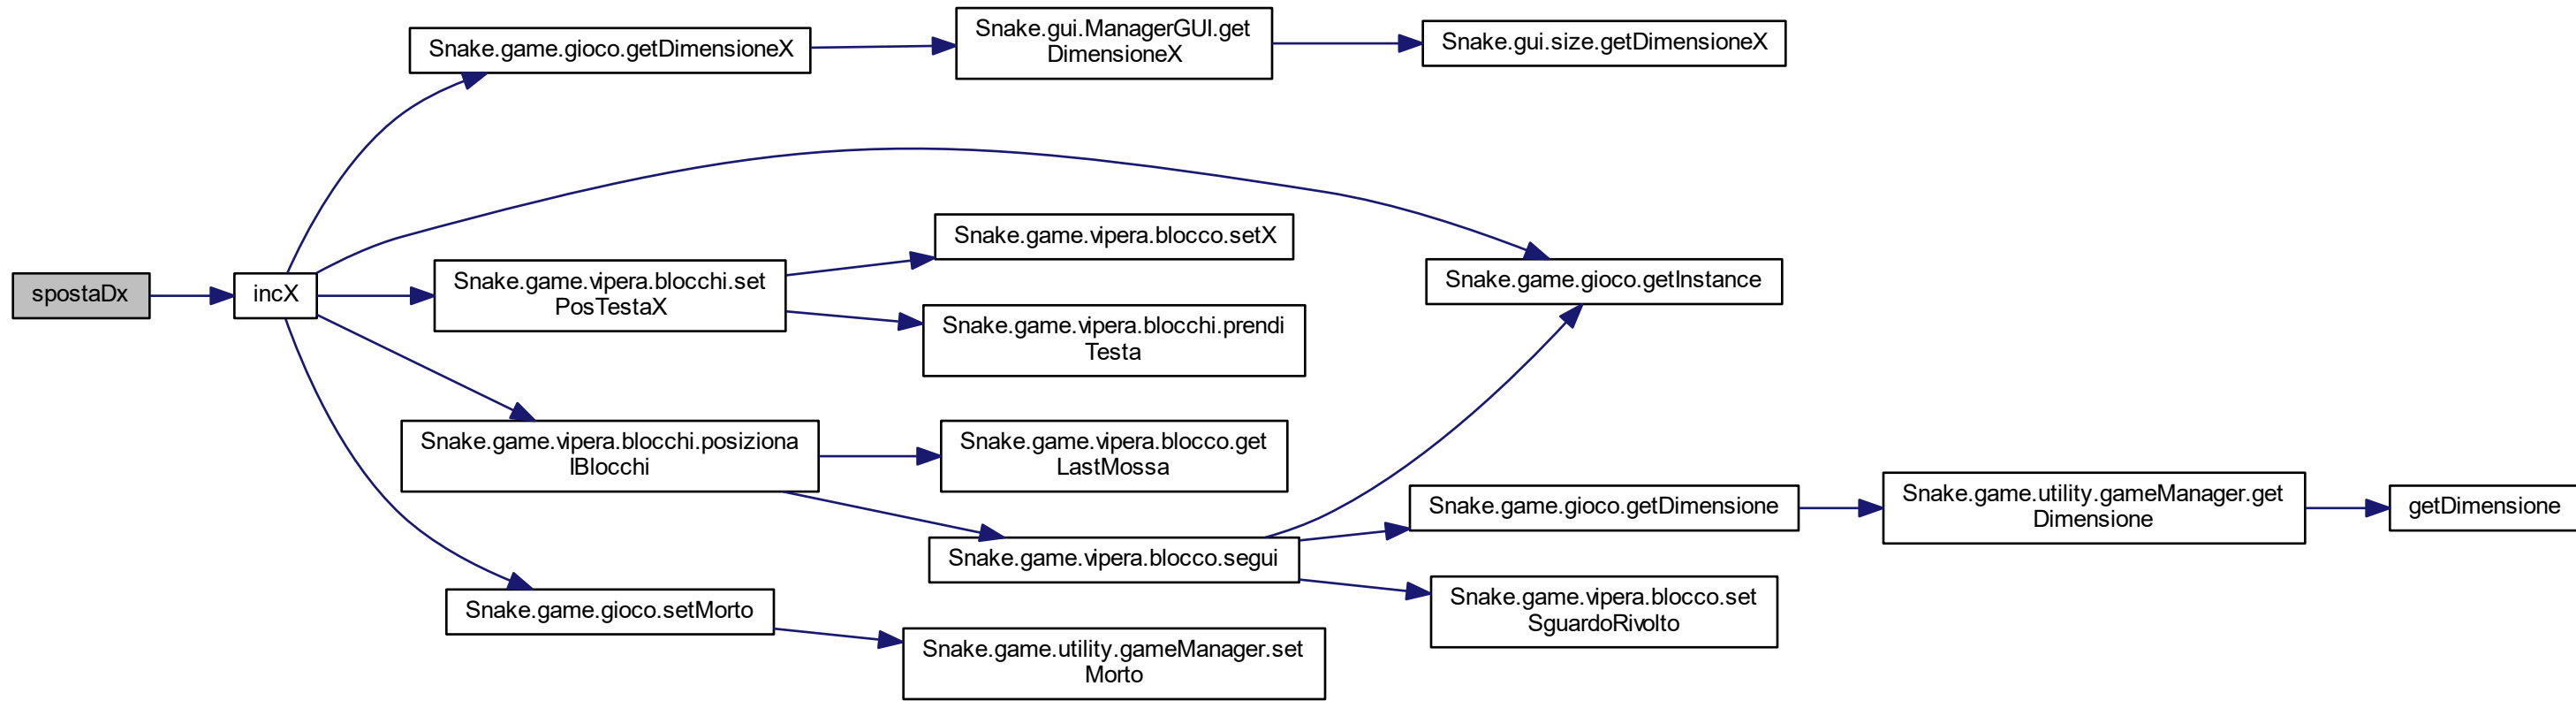 spostaDx
incX
Snake.game.gioco.getDimensioneX
Snake.gui.ManagerGUI.get
DimensioneX
Snake.gui.size.getDimensioneX
Snake.game.gioco.getInstance
Snake.game.vipera.blocchi.set
PosTestaX
Snake.game.vipera.blocco.setX
Snake.game.vipera.blocchi.prendi
Testa
Snake.game.vipera.blocchi.posiziona
IBlocchi
Snake.game.vipera.blocco.get
LastMossa
Snake.game.vipera.blocco.segui
Snake.game.gioco.getDimensione
Snake.game.utility.gameManager.get
Dimensione
getDimensione
Snake.game.vipera.blocco.set
SguardoRivolto
Snake.game.gioco.setMorto
Snake.game.utility.gameManager.set
Morto